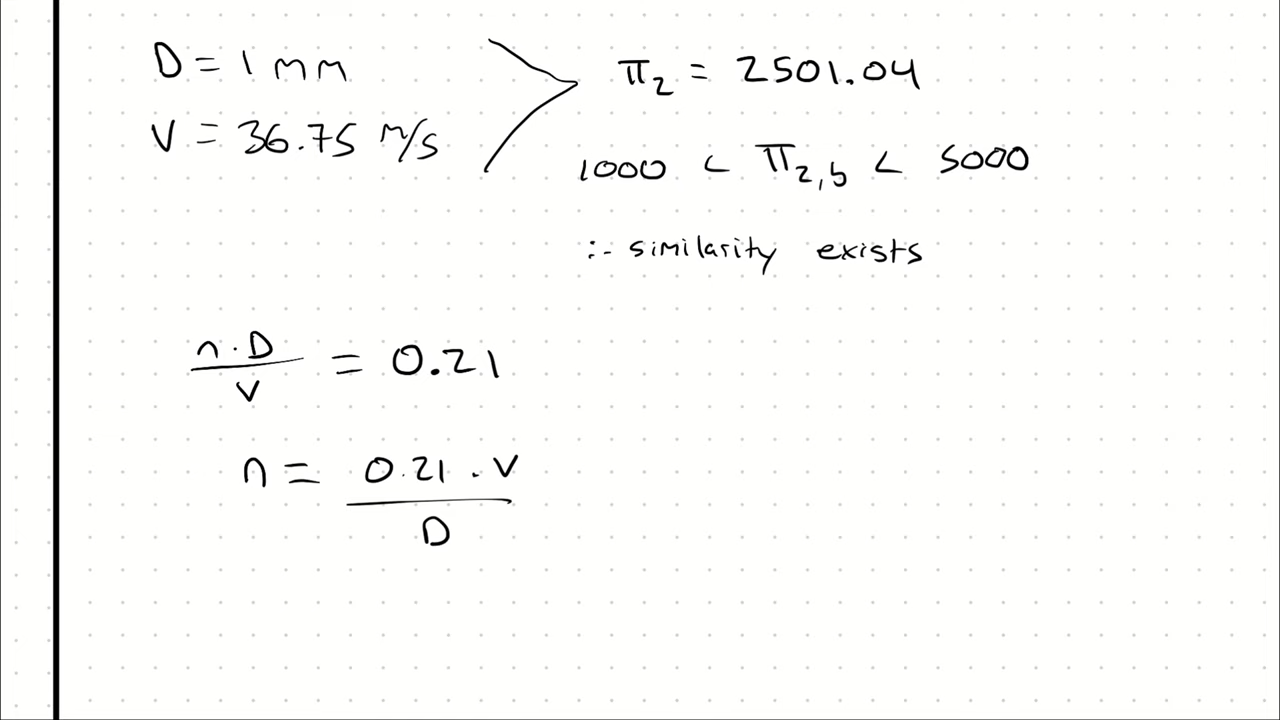 D = 1 mm
V = 36.75 m/s
π₂ = 2501.04
1000 < π₂,b < 5000
:- similarity exists
n · D / V = 0.21
n = 0.21 . V / D